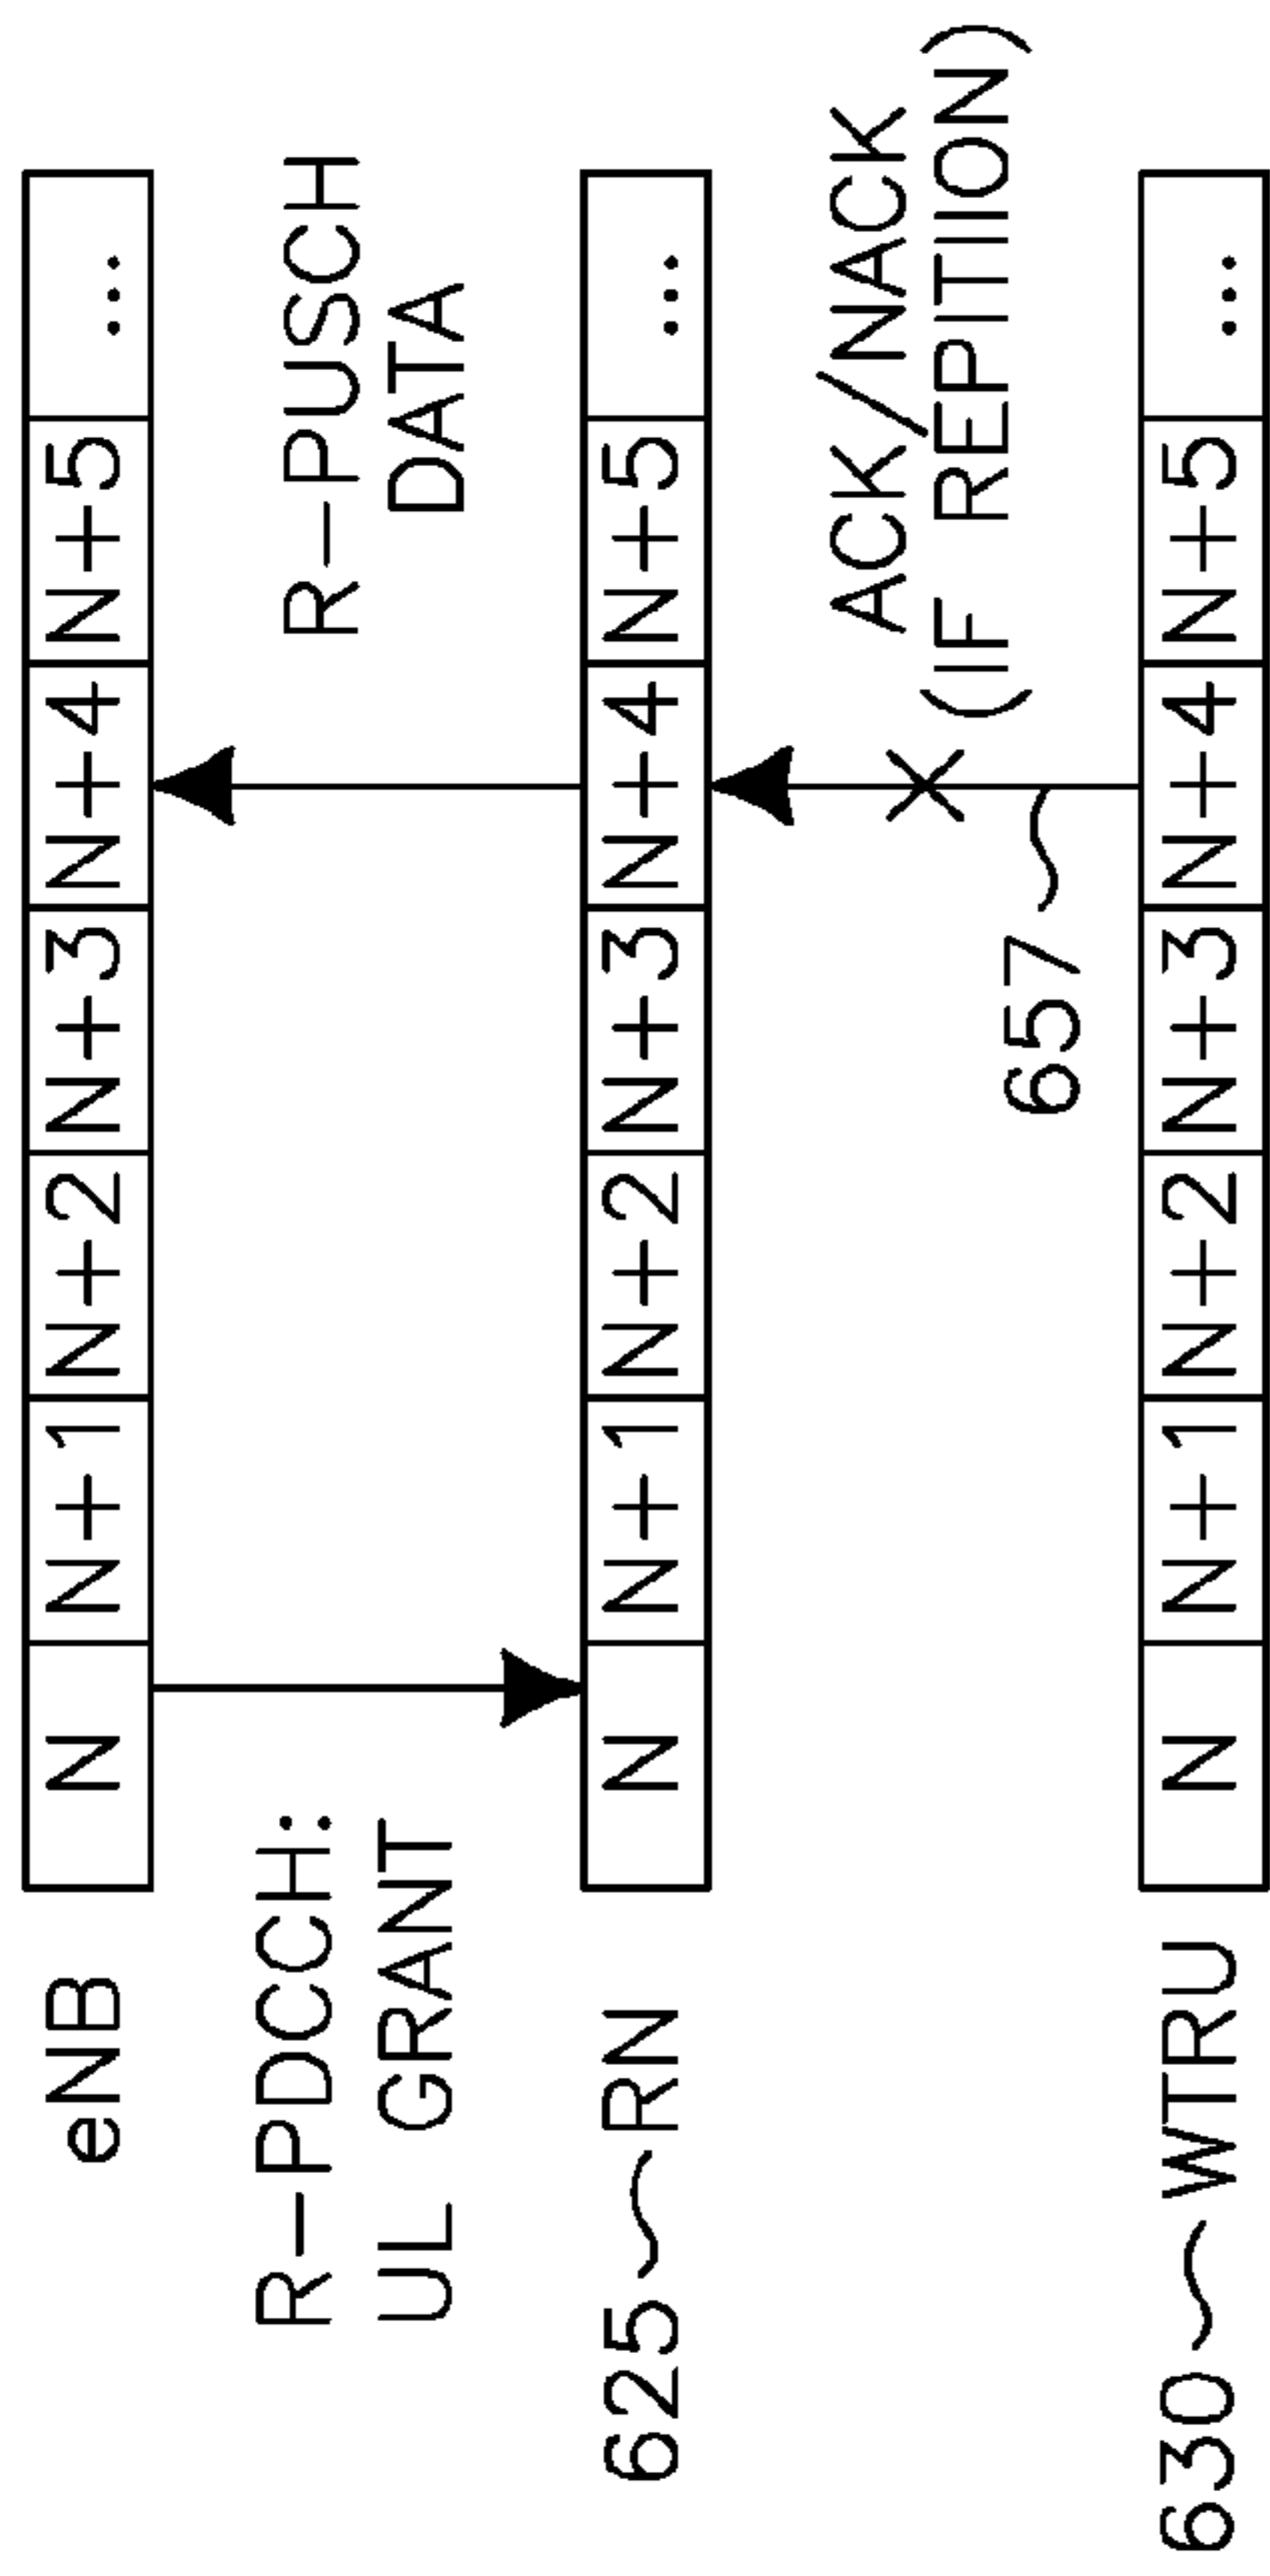 eNB N N+1 N+2 N+3 N+4 N+5 ...
R-PDCCH:
UL GRANT
R-PUSCH
DATA
625 RN N N+1 N+2 N+3 N+4 N+5 ...
657
ACK/NACK
(IF REPITIION)
630 WTRU N N+1 N+2 N+3 N+4 N+5 ...